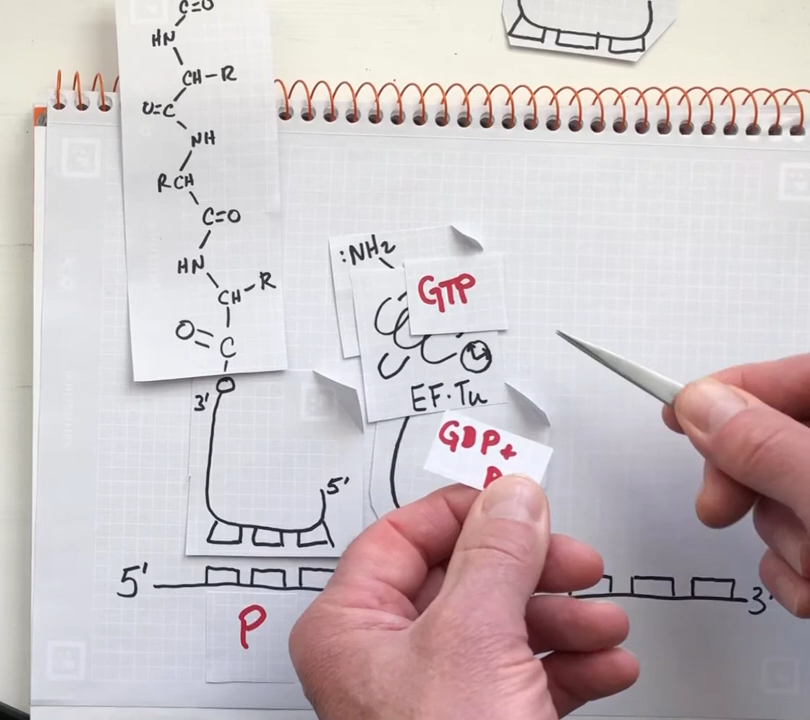 C=O
HN
CH-R
O=C
NH
RCH
C=O
HN
CH-R
O=C
O
3'
:NH2
GTP
EF·Tu
GDP+
P
5'
5'
3'
P